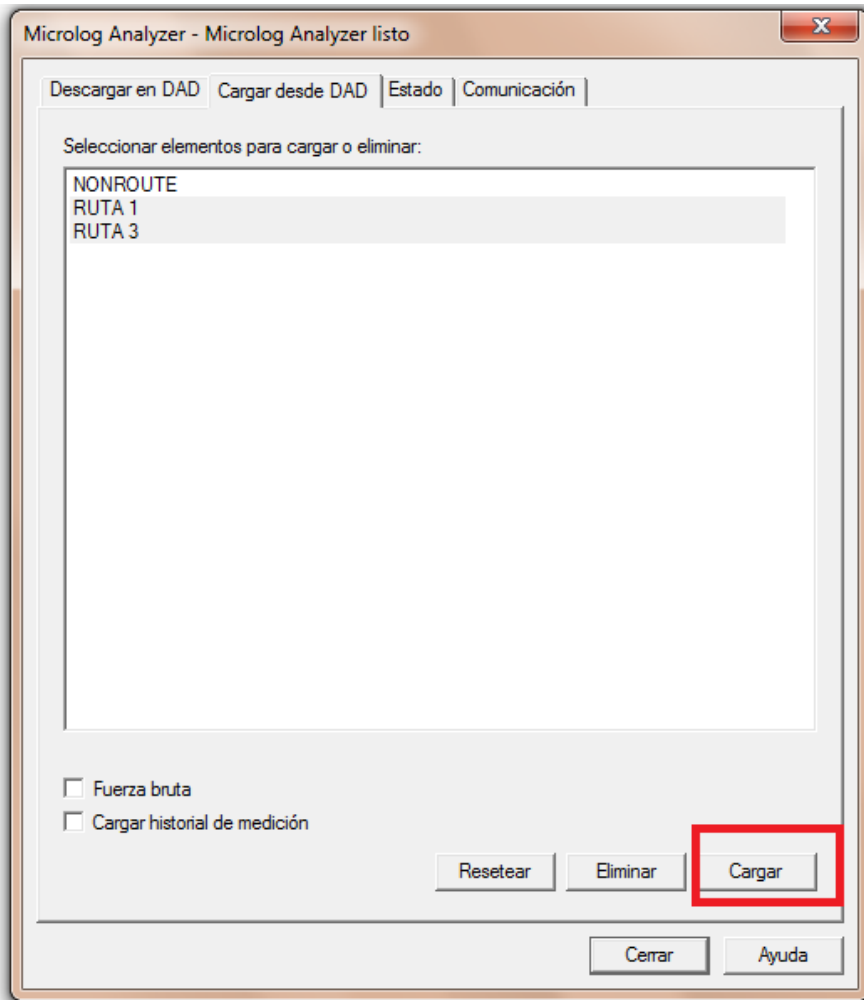 Microlog Analyzer - Microlog Analyzer listo
Descargar en DAD Cargar desde DAD Estado Comunicación
Seleccionar elementos para cargar o eliminar:
NONROUTE
RUTA 1
RUTA 3
Fuerza bruta
Cargar historial de medición
Resetear Eliminar Cargar
Cerrar Ayuda